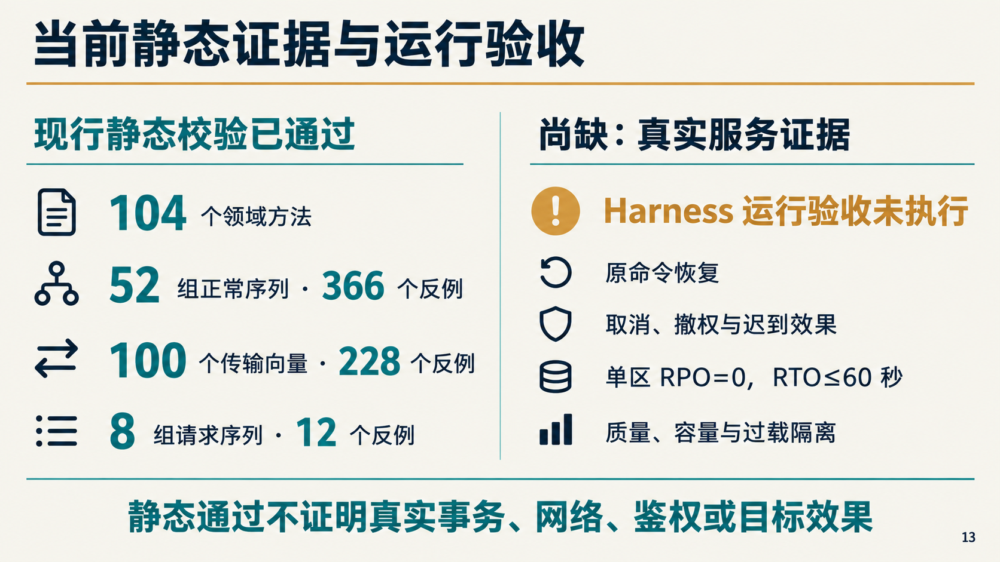 当前静态证据与运行验收
现行静态校验已通过
104 个领域方法
52 组正常序列 · 366 个反例
100 个传输向量 · 228 个反例
8 组请求序列 · 12 个反例
尚缺：真实服务证据
Harness 运行验收未执行
原命令恢复
取消、撤权与迟到效果
单区 RPO=0，RTO≤60 秒
质量、容量与过载隔离
静态通过不证明真实事务、网络、鉴权或目标效果
13